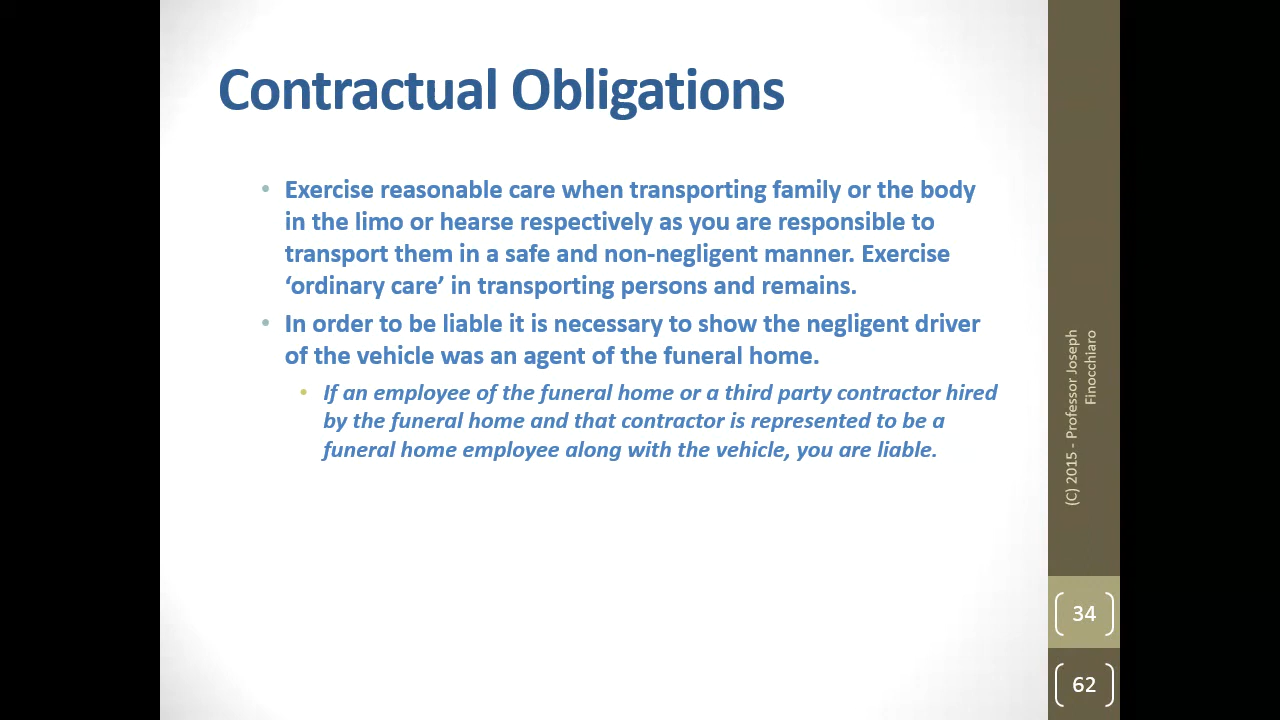 Contractual Obligations
• Exercise reasonable care when transporting family or the body
in the limo or hearse respectively as you are responsible to
transport them in a safe and non-negligent manner. Exercise
‘ordinary care’ in transporting persons and remains.
• In order to be liable it is necessary to show the negligent driver
of the vehicle was an agent of the funeral home.
• If an employee of the funeral home or a third party contractor hired
by the funeral home and that contractor is represented to be a
funeral home employee along with the vehicle, you are liable.
(C) 2015 - Professor Joseph
Finocchiaro
34
62